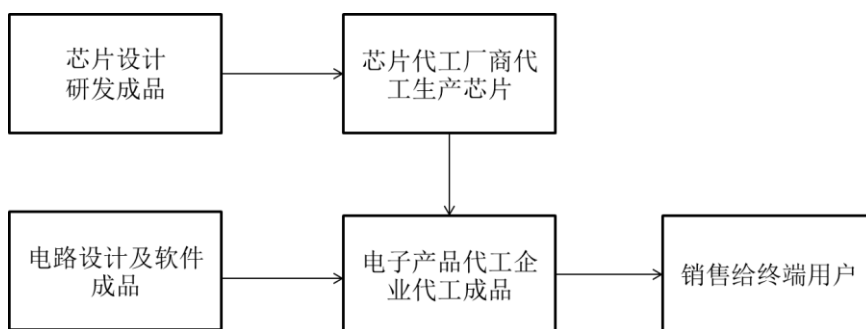 芯片设计
研发成品
芯片代工厂商代
工生产芯片
电路设计及软件
成品
电子产品代工企
业代工成品
销售给终端用户